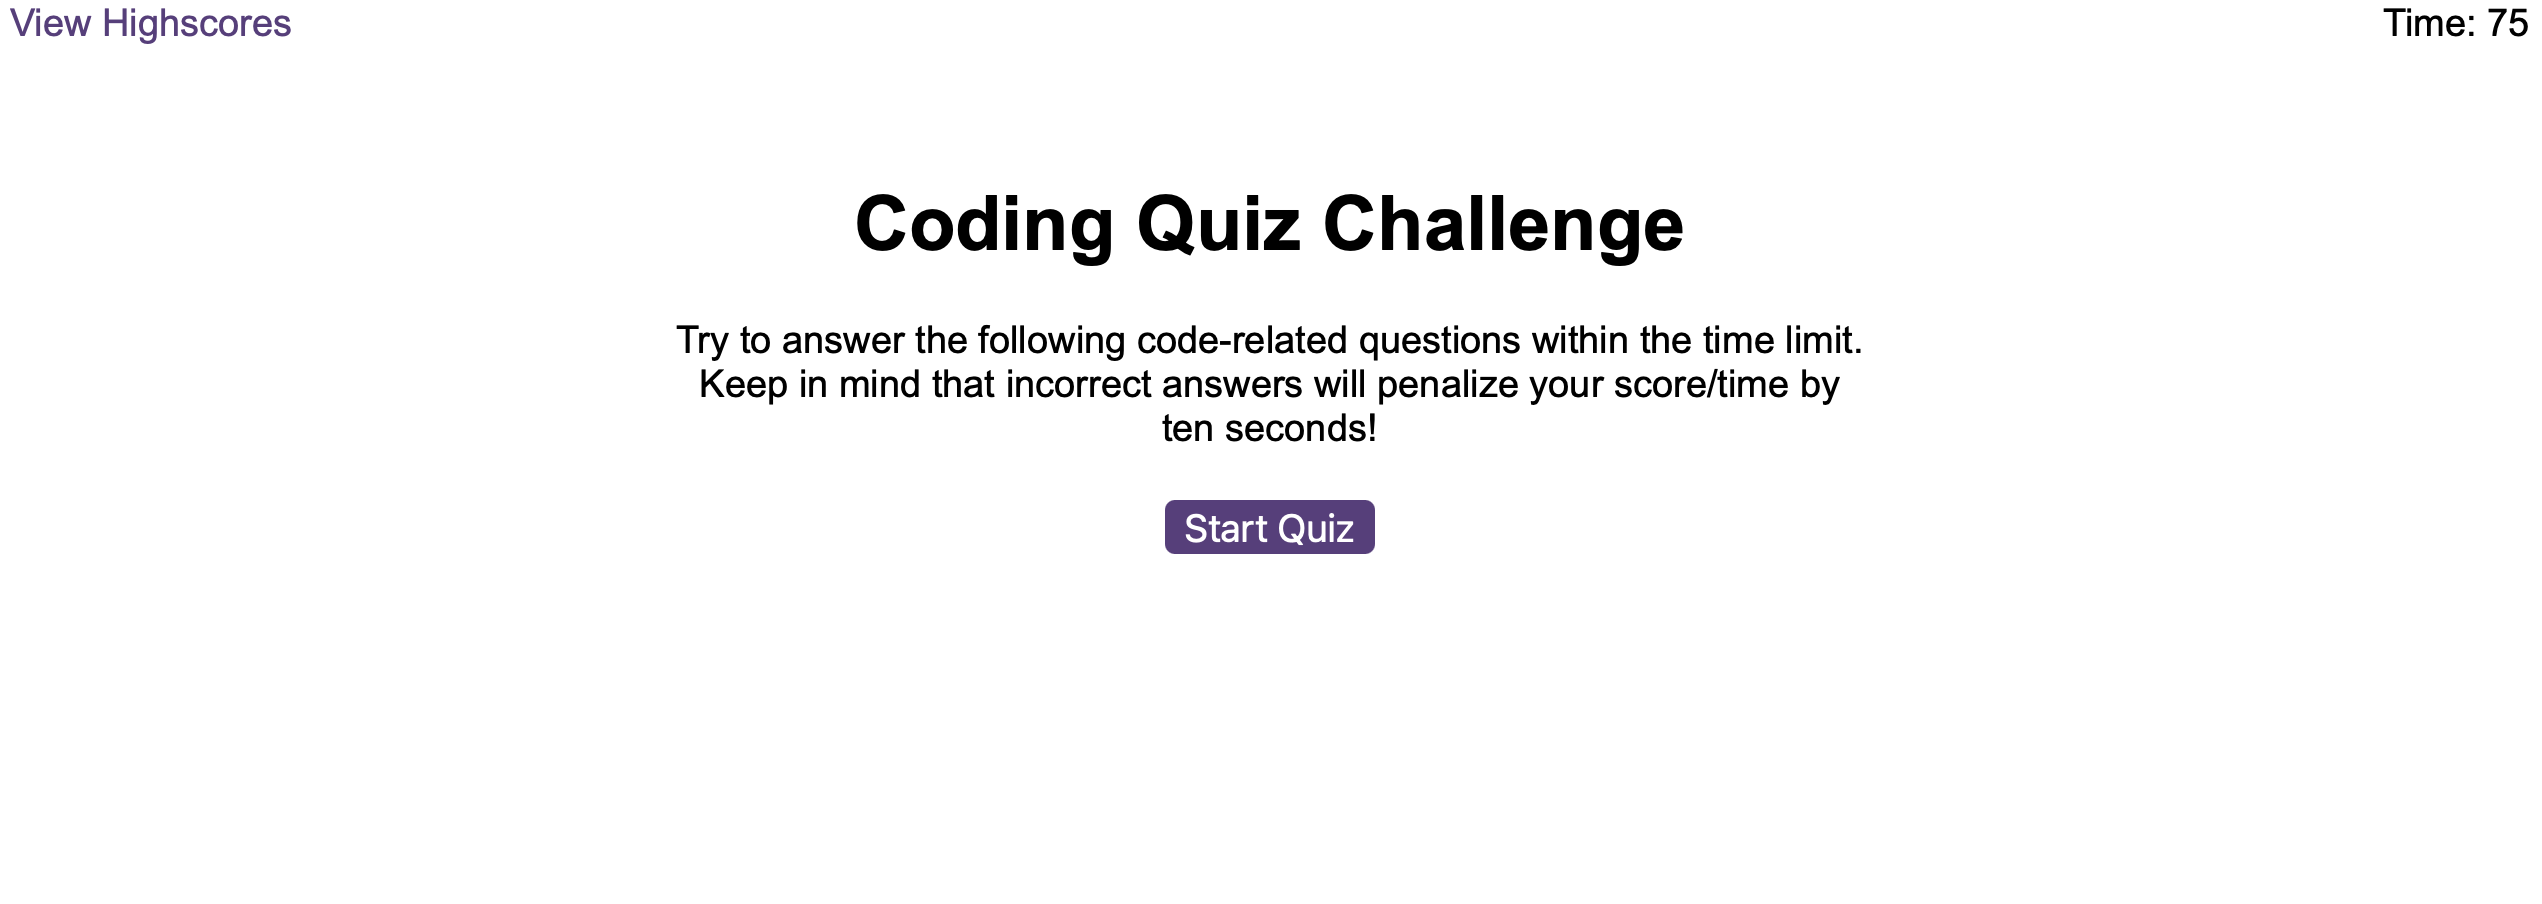 View Highscores
Time: 75
Coding Quiz Challenge
Try to answer the following code-related questions within the time limit.
Keep in mind that incorrect answers will penalize your score/time by
ten seconds!
Start Quiz